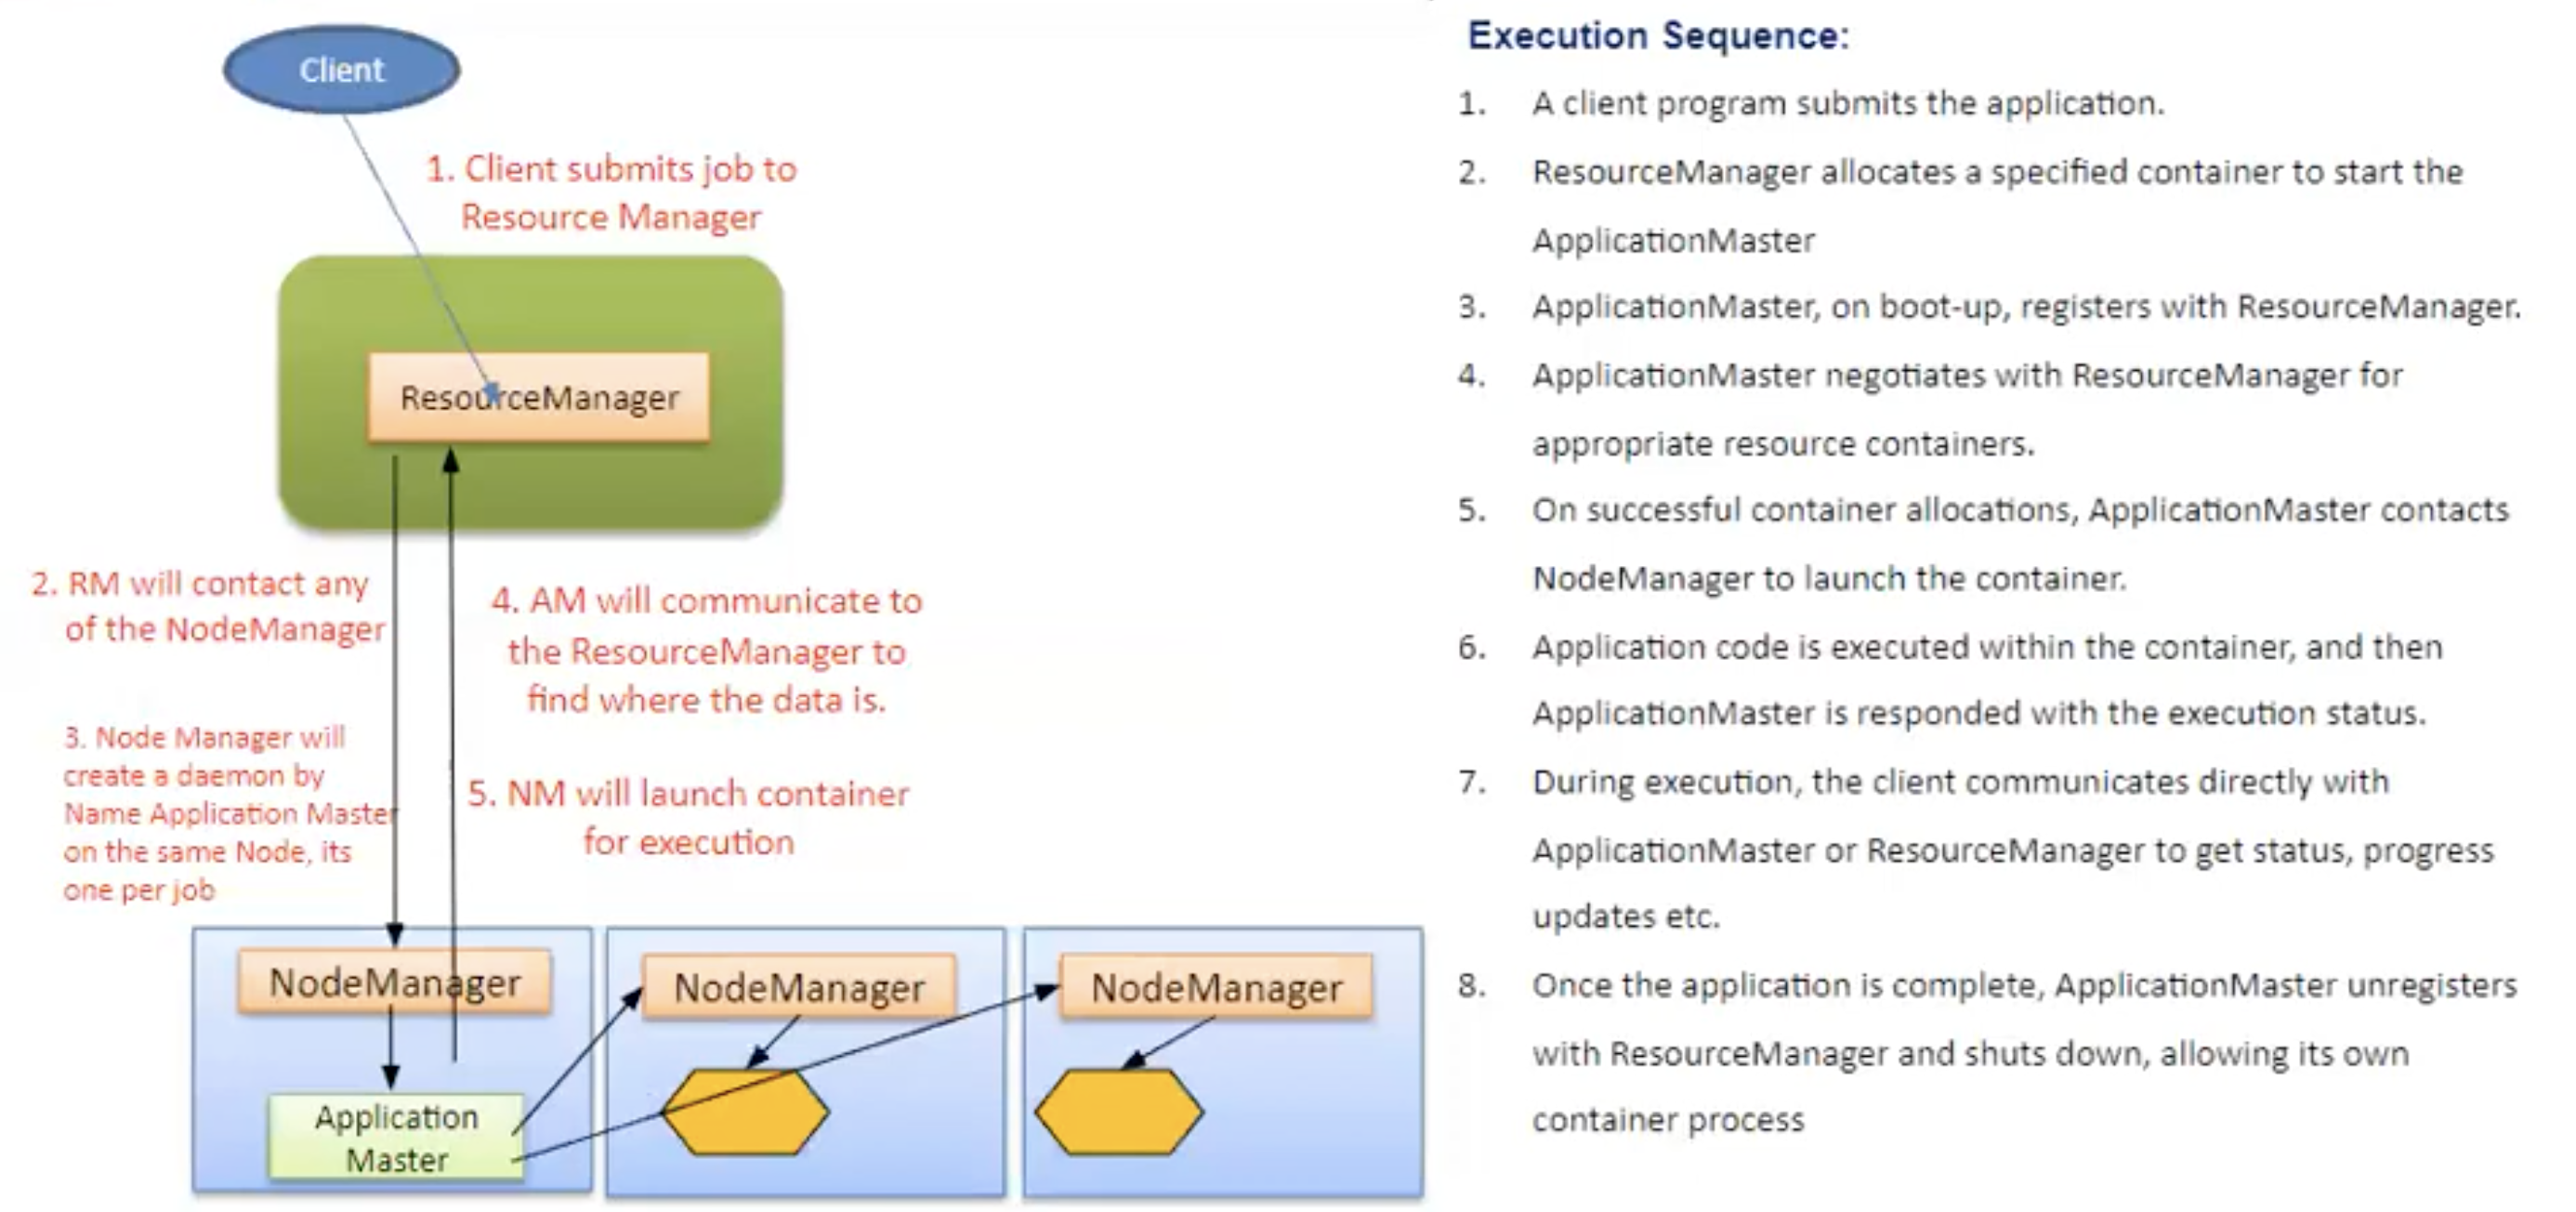 Client
1. Client submits job to
Resource Manager
ResourceManager
2. RM will contact any
of the NodeManager
4. AM will communicate to
the ResourceManager to
find where the data is.
3. Node Manager will
create a daemon by
Name Application Master
on the same Node, its
one per job
5. NM will launch container
for execution
NodeManager
NodeManager
NodeManager
Application
Master
Execution Sequence:
1. A client program submits the application.
2. ResourceManager allocates a specified container to start the
ApplicationMaster
3. ApplicationMaster, on boot-up, registers with ResourceManager.
4. ApplicationMaster negotiates with ResourceManager for
appropriate resource containers.
5. On successful container allocations, ApplicationMaster contacts
NodeManager to launch the container.
6. Application code is executed within the container, and then
ApplicationMaster is responded with the execution status.
7. During execution, the client communicates directly with
ApplicationMaster or ResourceManager to get status, progress
updates etc.
8. Once the application is complete, ApplicationMaster unregisters
with ResourceManager and shuts down, allowing its own
container process